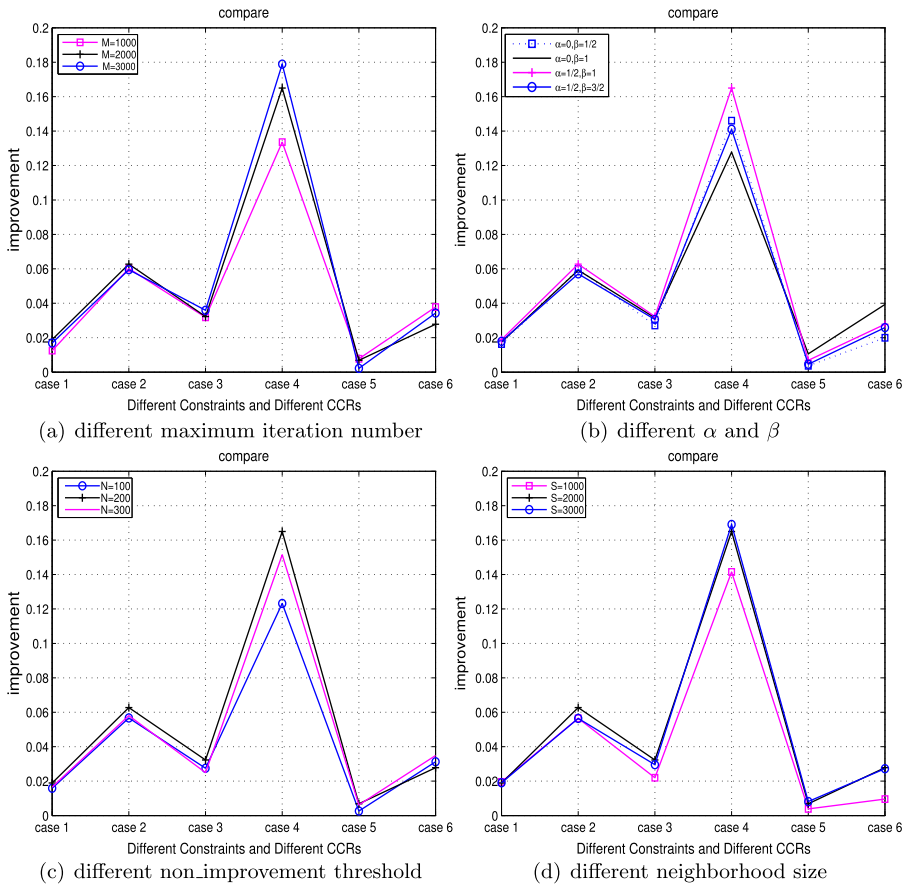 compare
0.2
0.18
0.16
0.14
0.12
0.1
0.08
0.06
0.04
0.02
0
improvement
M=1000
M=2000
M=3000
case 1 case 2 case 3 case 4 case 5 case 6
Different Constraints and Different CCRs
(a) different maximum iteration number
compare
0.2
0.18
0.16
0.14
0.12
0.1
0.08
0.06
0.04
0.02
0
improvement
α=0,β=1/2
α=0,β=1
α=1/2,β=1
α=1/2,β=3/2
case 1 case 2 case 3 case 4 case 5 case 6
Different Constraints and Different CCRs
(b) different α and β
compare
0.2
0.18
0.16
0.14
0.12
0.1
0.08
0.06
0.04
0.02
0
improvement
N=100
N=200
N=300
case 1 case 2 case 3 case 4 case 5 case 6
Different Constraints and Different CCRs
(c) different non_improvement threshold
compare
0.2
0.18
0.16
0.14
0.12
0.1
0.08
0.06
0.04
0.02
0
improvement
S=1000
S=2000
S=3000
case 1 case 2 case 3 case 4 case 5 case 6
Different Constraints and Different CCRs
(d) different neighborhood size